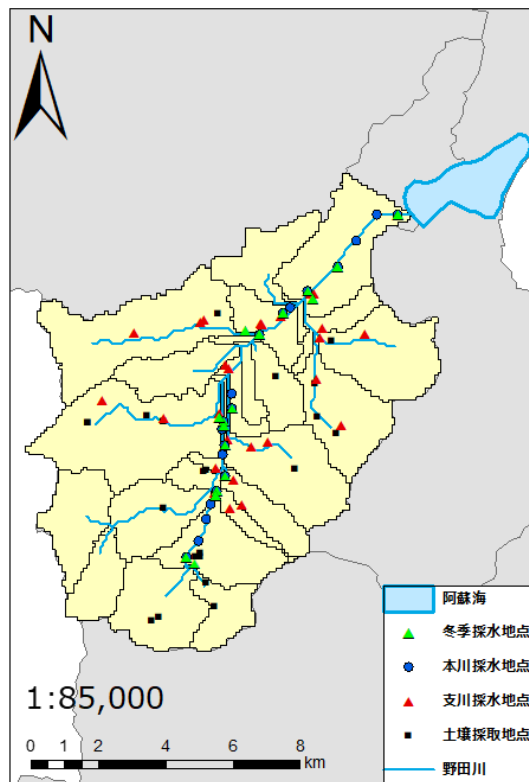 N
阿蘇海
冬季採水地点
本川採水地点
支川採水地点
土壌採取地点
野田川
1:85,000
0 1 2 4 6 8
km